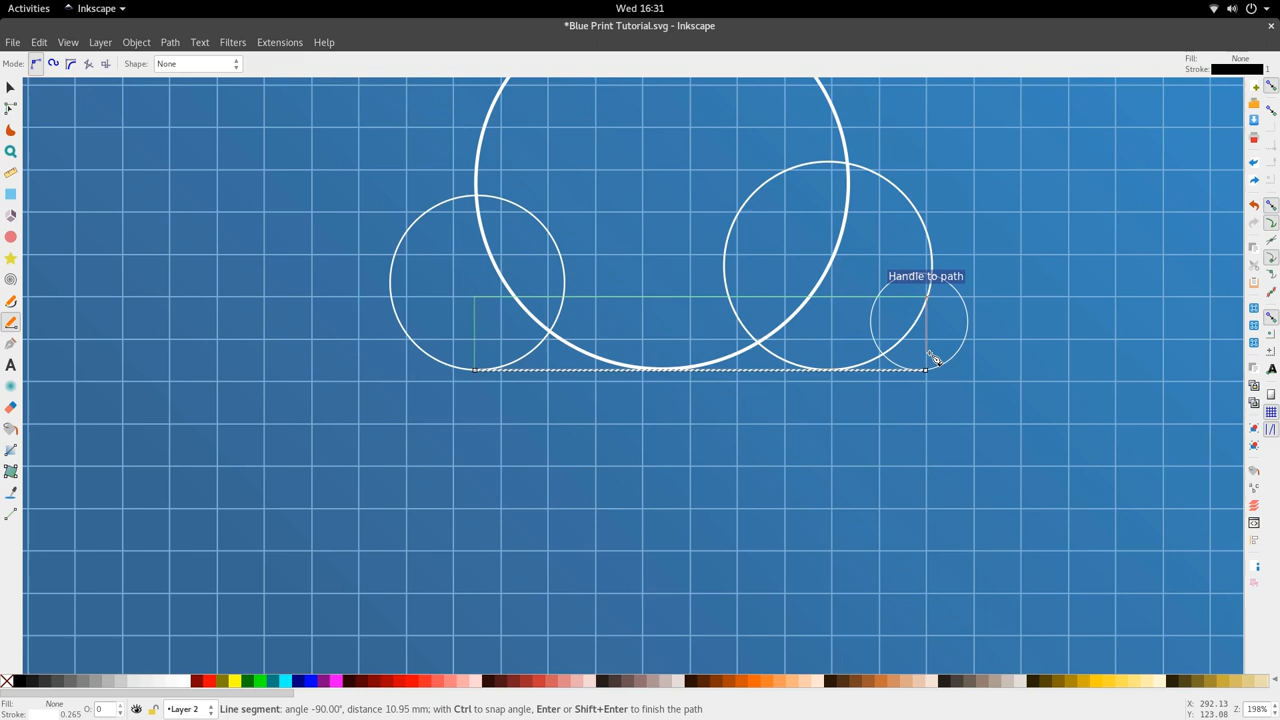 Activities
Inkscape
Wed 16:31
*Blue Print Tutorial.svg - Inkscape
File Edit View Layer Object Path Text Filters Extensions Help
Mode:
Shape:
None
Fill: None
Stroke: 1
Handle to path
Fill: None
Stroke: 0.265
O: 0
•Layer 2
Line segment: angle -90.00°, distance 10.95 mm; with Ctrl to snap angle, Enter or Shift+Enter to finish the path
X: 292.13
Y: 123.08
Z: 198%